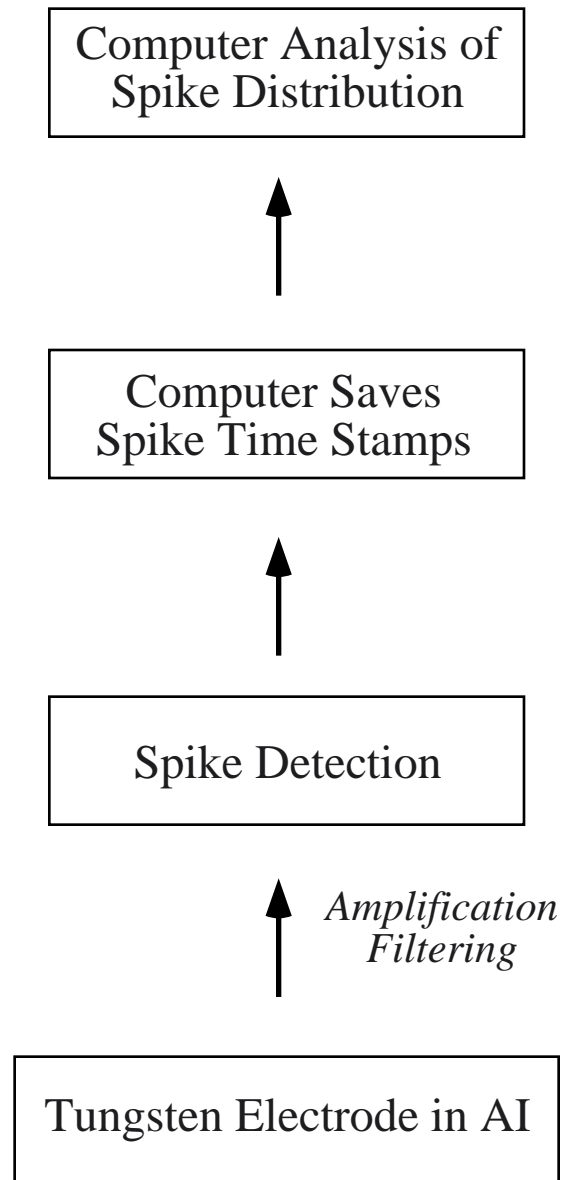 Computer Analysis of
Spike Distribution
Computer Saves
Spike Time Stamps
Spike Detection
Amplification
Filtering
Tungsten Electrode in AI